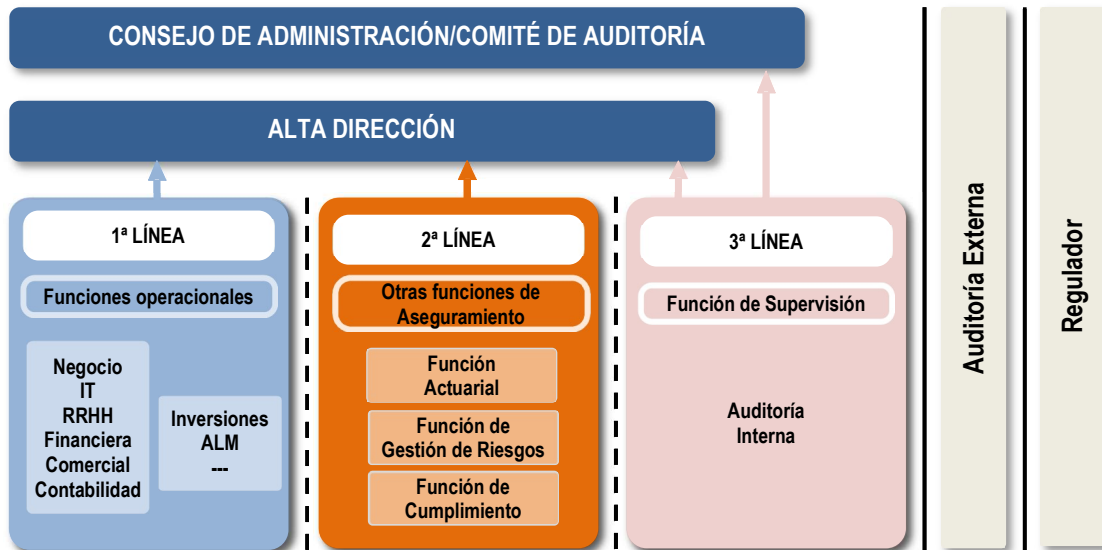 CONSEJO DE ADMINISTRACIÓN/COMITÉ DE AUDITORÍA
ALTA DIRECCIÓN
1ª LÍNEA
Funciones operacionales
Negocio
IT
RRHH
Financiera
Comercial
Contabilidad
Inversiones
ALM
---
2ª LÍNEA
Otras funciones de
Aseguramiento
Función
Actuarial
Función de
Gestión de Riesgos
Función de
Cumplimiento
3ª LÍNEA
Función de Supervisión
Auditoría
Interna
Auditoría Externa
Regulador